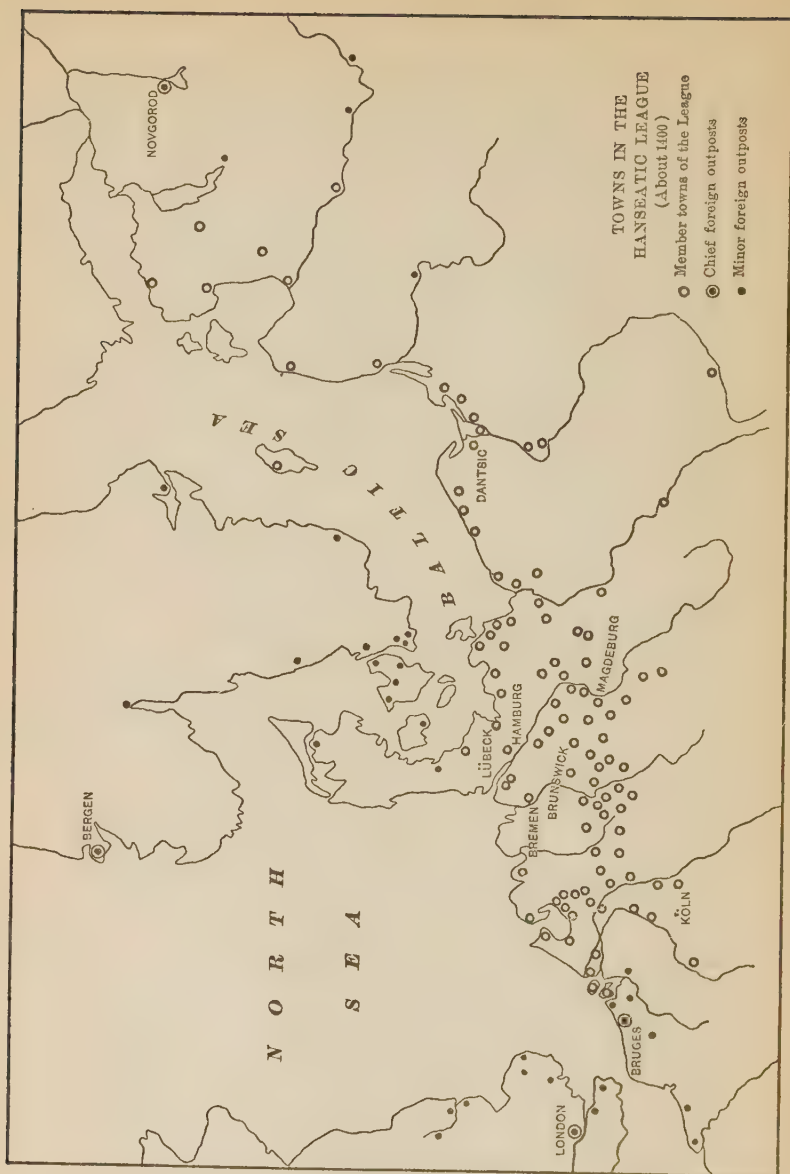 TOWNS IN THE
HANSEATIC LEAGUE
(About 1400)
Member towns of the League
Chief foreign outposts
Minor foreign outposts
NOVGOROD
BERGEN
BALTIC SEA
NORTH
SEA
DANTSIC
LÜBECK
HAMBURG
MAGDEBURG
BREMEN
BRUNSWICK
KÖLN
BRUGES
LONDON